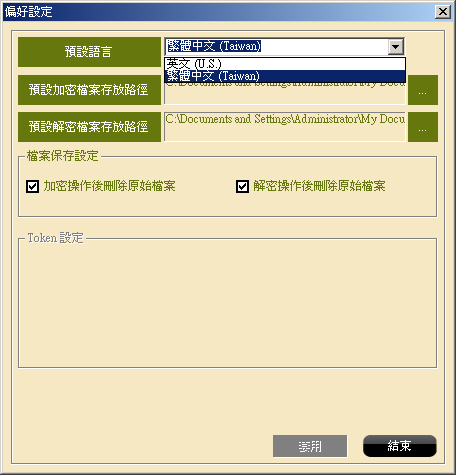 偏好設定
預設語言
繁體中文 (Taiwan)
英文 (U.S.)
繁體中文 (Taiwan)
預設加密檔案存放路徑
C:\Documents and Settings\Administrator\My Docu
...
預設解密檔案存放路徑
C:\Documents and Settings\Administrator\My Docu
...
檔案保存設定
加密操作後刪除原始檔案
解密操作後刪除原始檔案
Token 設定
套用
結束